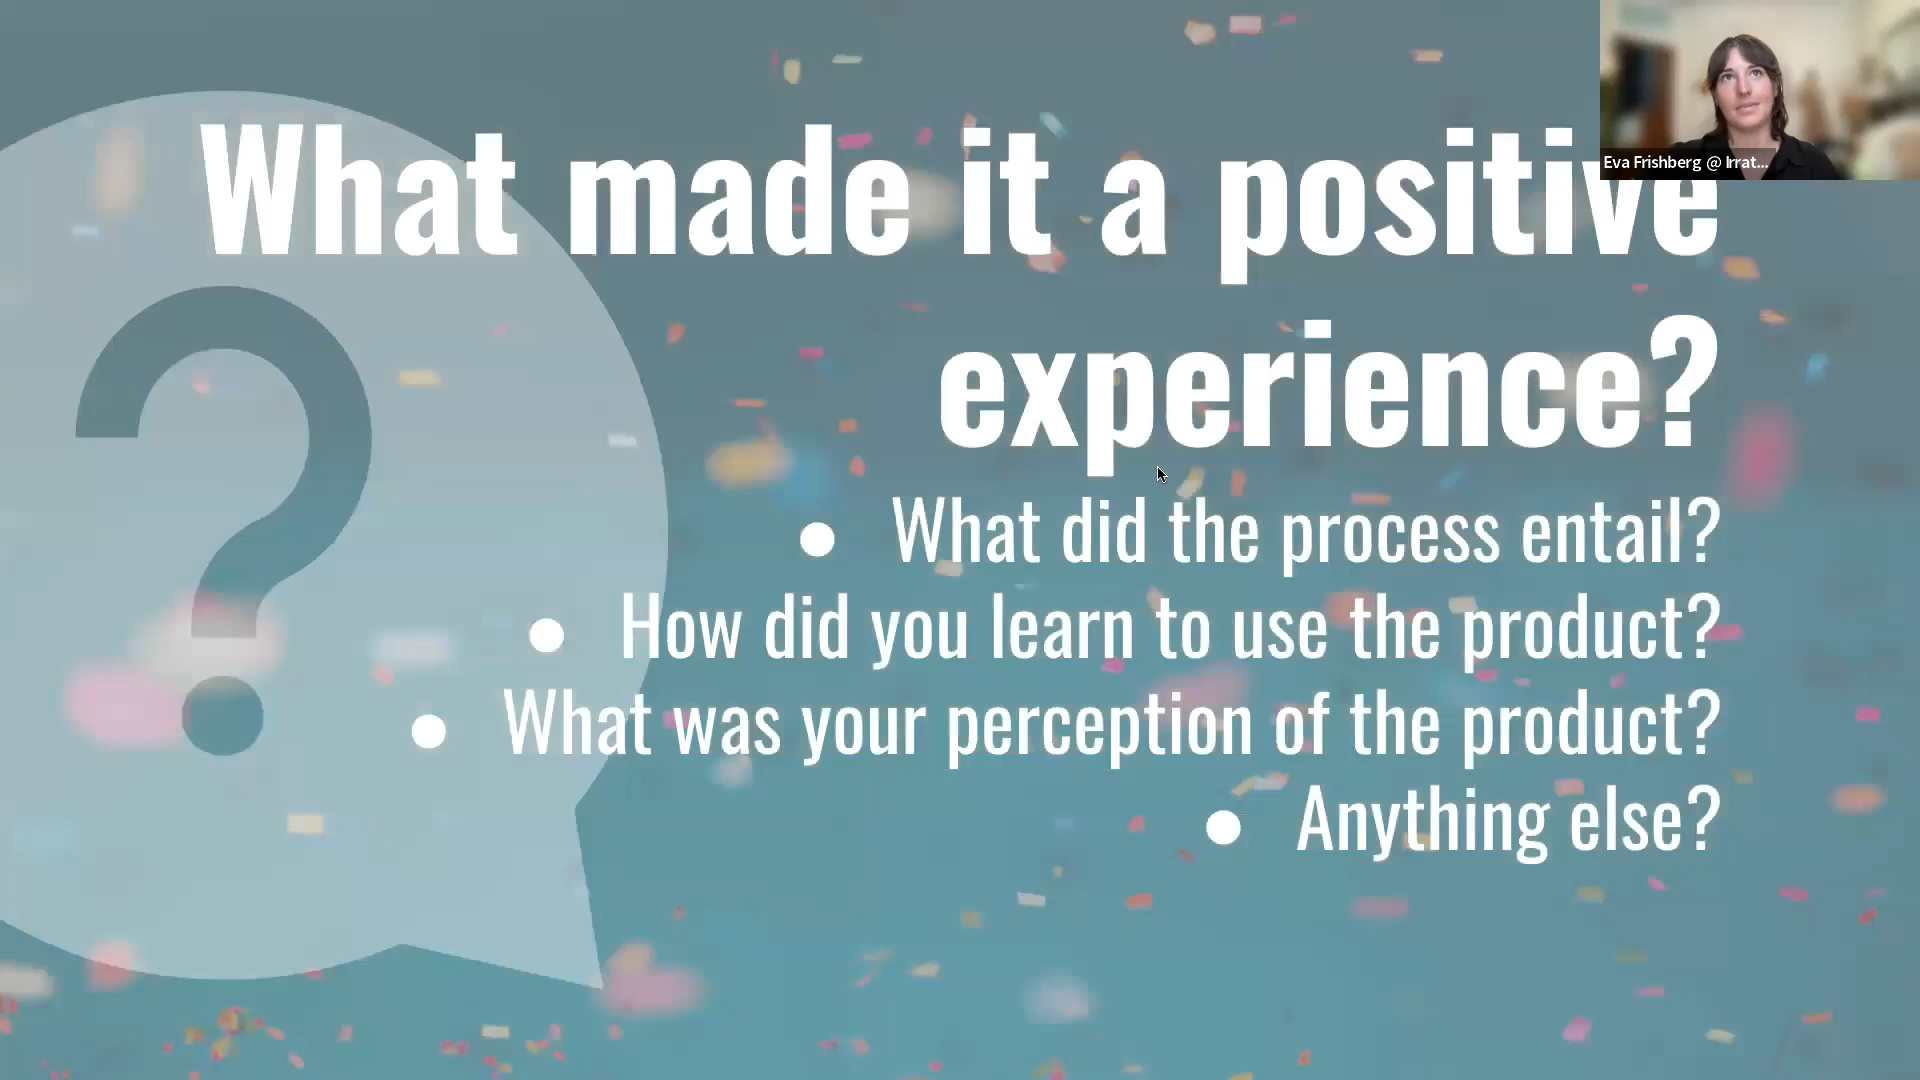 What made it a positive
experience?
● What did the process entail?
● How did you learn to use the product?
● What was your perception of the product?
● Anything else?
Eva Frishberg @ Irrat...